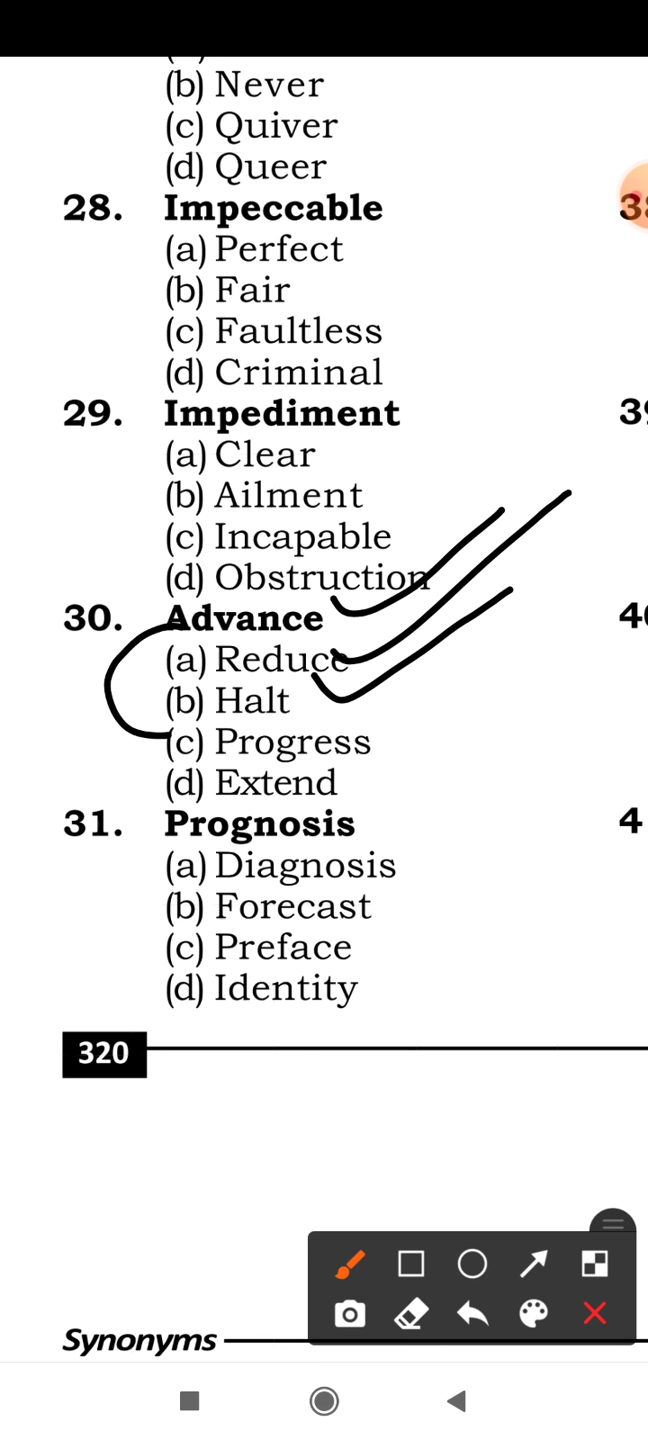 (b) Never
(c) Quiver
(d) Queer
28. Impeccable
(a) Perfect
(b) Fair
(c) Faultless
(d) Criminal
29. Impediment
(a) Clear
(b) Ailment
(c) Incapable
(d) Obstruction
30. Advance
(a) Reduce
(b) Halt
(c) Progress
(d) Extend
31. Prognosis
(a) Diagnosis
(b) Forecast
(c) Preface
(d) Identity
320
Synonyms